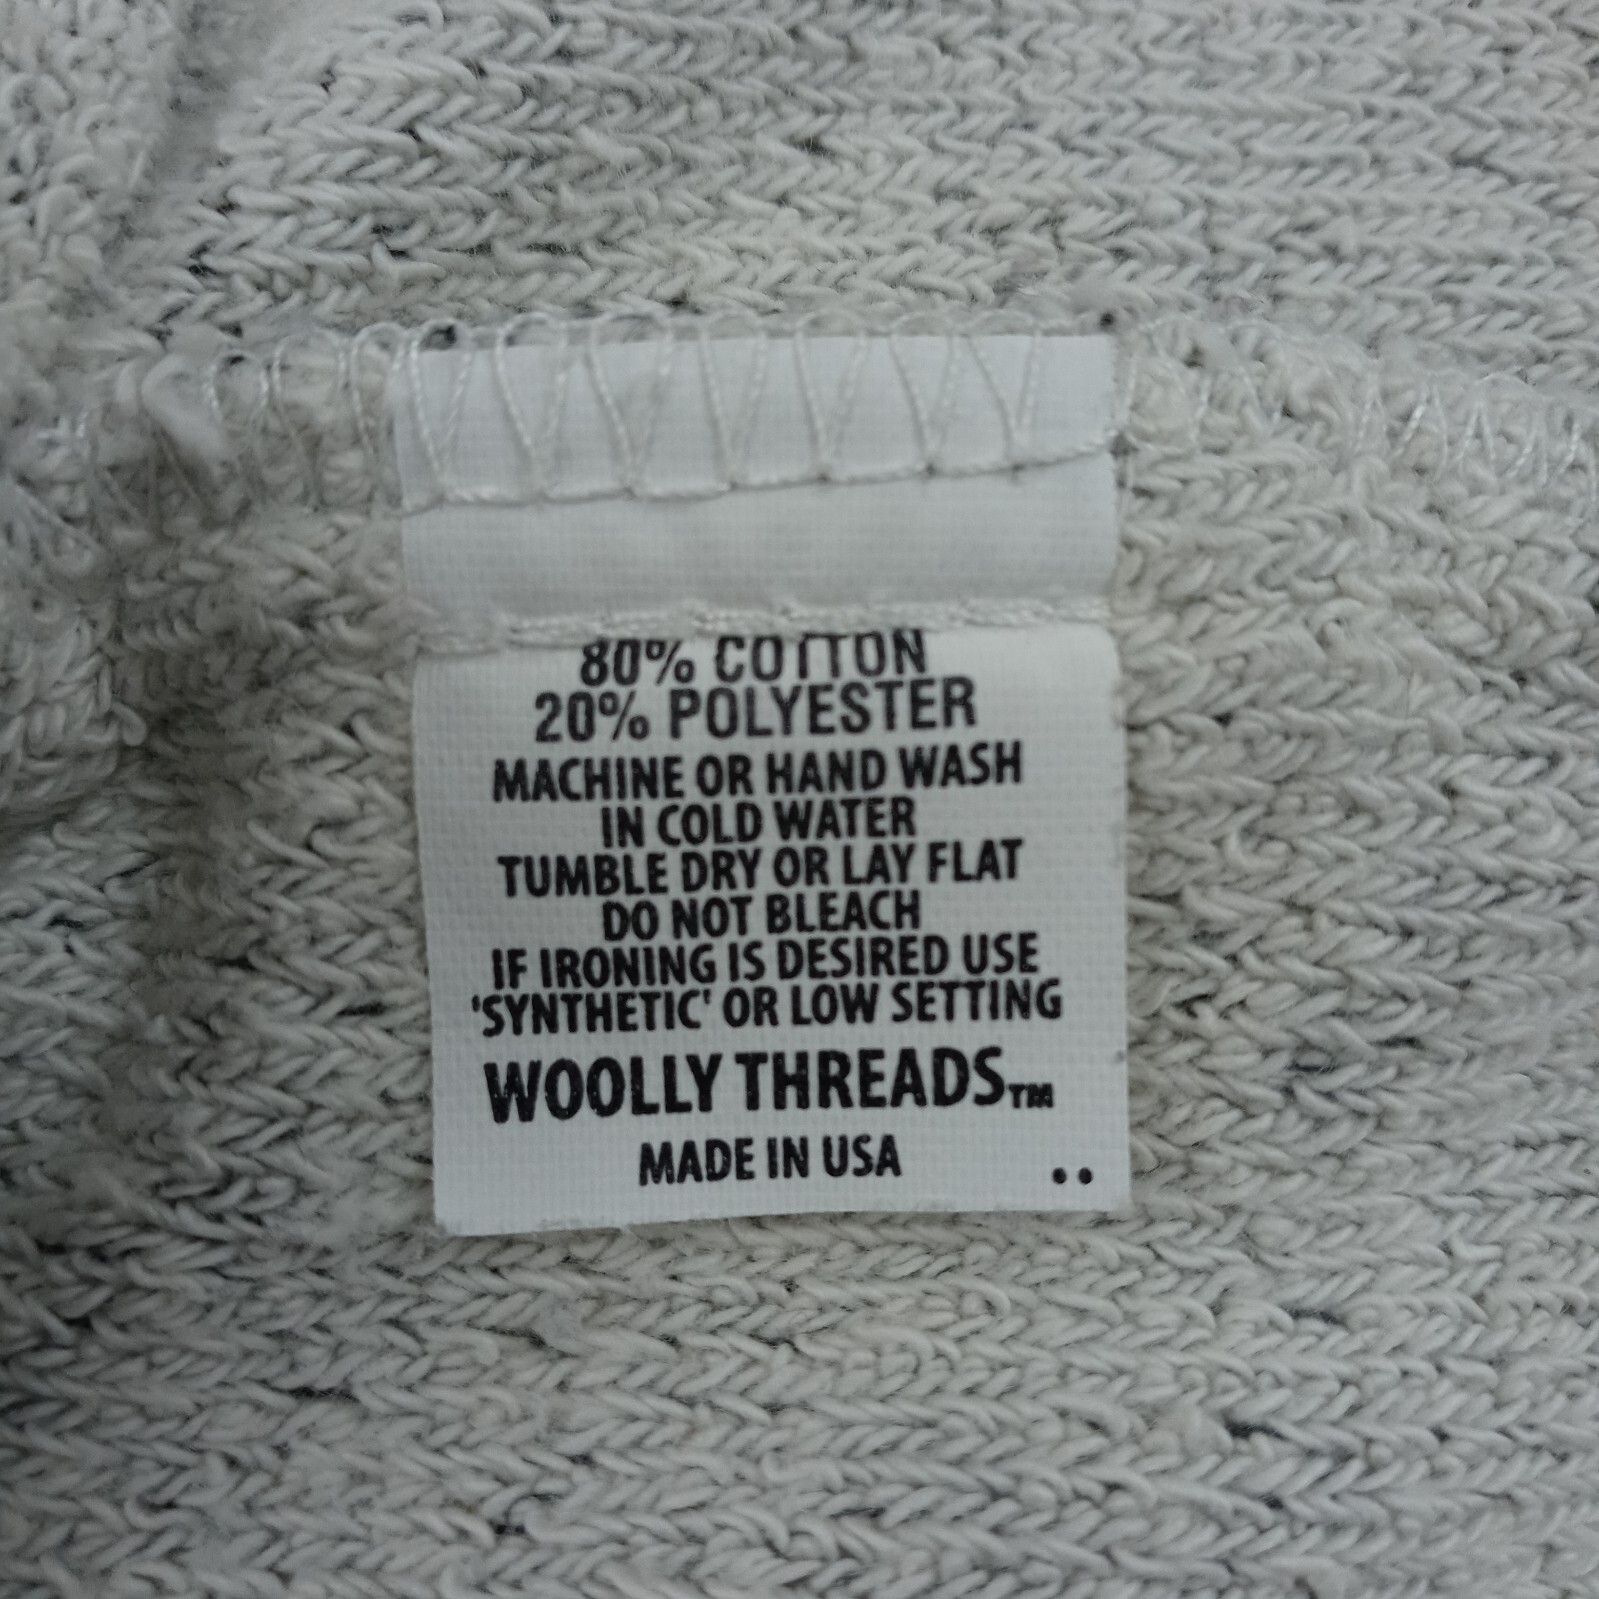 80% COTTON
20% POLYESTER
MACHINE OR HAND WASH
IN COLD WATER
TUMBLE DRY OR LAY FLAT
DO NOT BLEACH
IF IRONING IS DESIRED USE
'SYNTHETIC' OR LOW SETTING
WOOLLY THREADS™
MADE IN USA ..